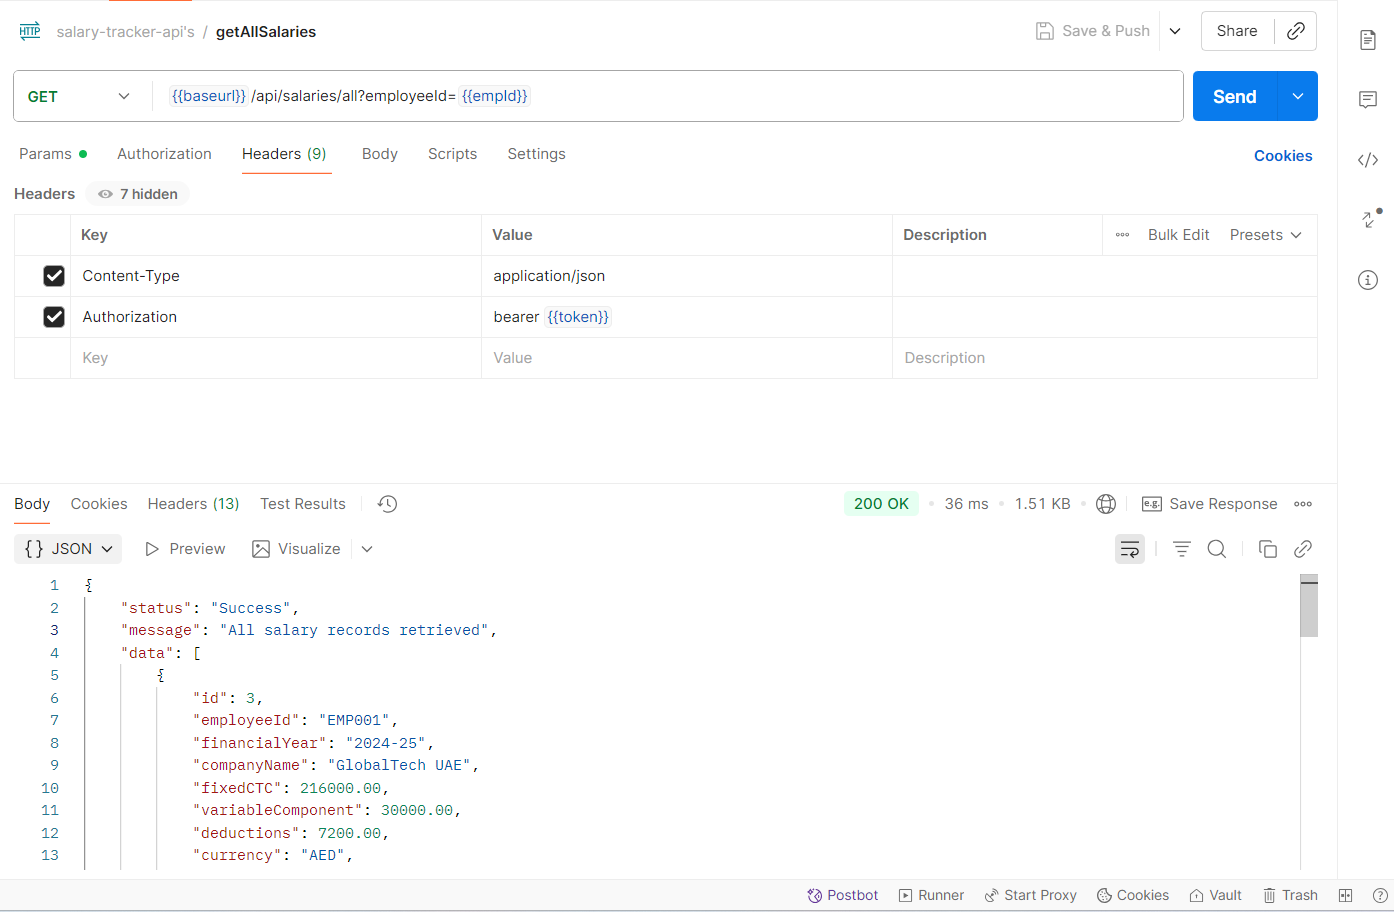 HTTP salary-tracker-api's / getAllSalaries Save & Push Share
GET {{baseurl}} /api/salaries/all?employeeId= {{empId}} Send
Params Authorization Headers (9) Body Scripts Settings Cookies
Headers 7 hidden
Key Value Description Bulk Edit Presets
Content-Type application/json
Authorization bearer {{token}}
Key Value Description
Body Cookies Headers (13) Test Results 200 OK • 36 ms • 1.51 KB • e.g. Save Response
{} JSON Preview Visualize
1 {
2 "status": "Success",
3 "message": "All salary records retrieved",
4 "data": [
5 {
6 "id": 3,
7 "employeeId": "EMP001",
8 "financialYear": "2024-25",
9 "companyName": "GlobalTech UAE",
10 "fixedCTC": 216000.00,
11 "variableComponent": 30000.00,
12 "deductions": 7200.00,
13 "currency": "AED",
Postbot Runner Start Proxy Cookies Vault Trash